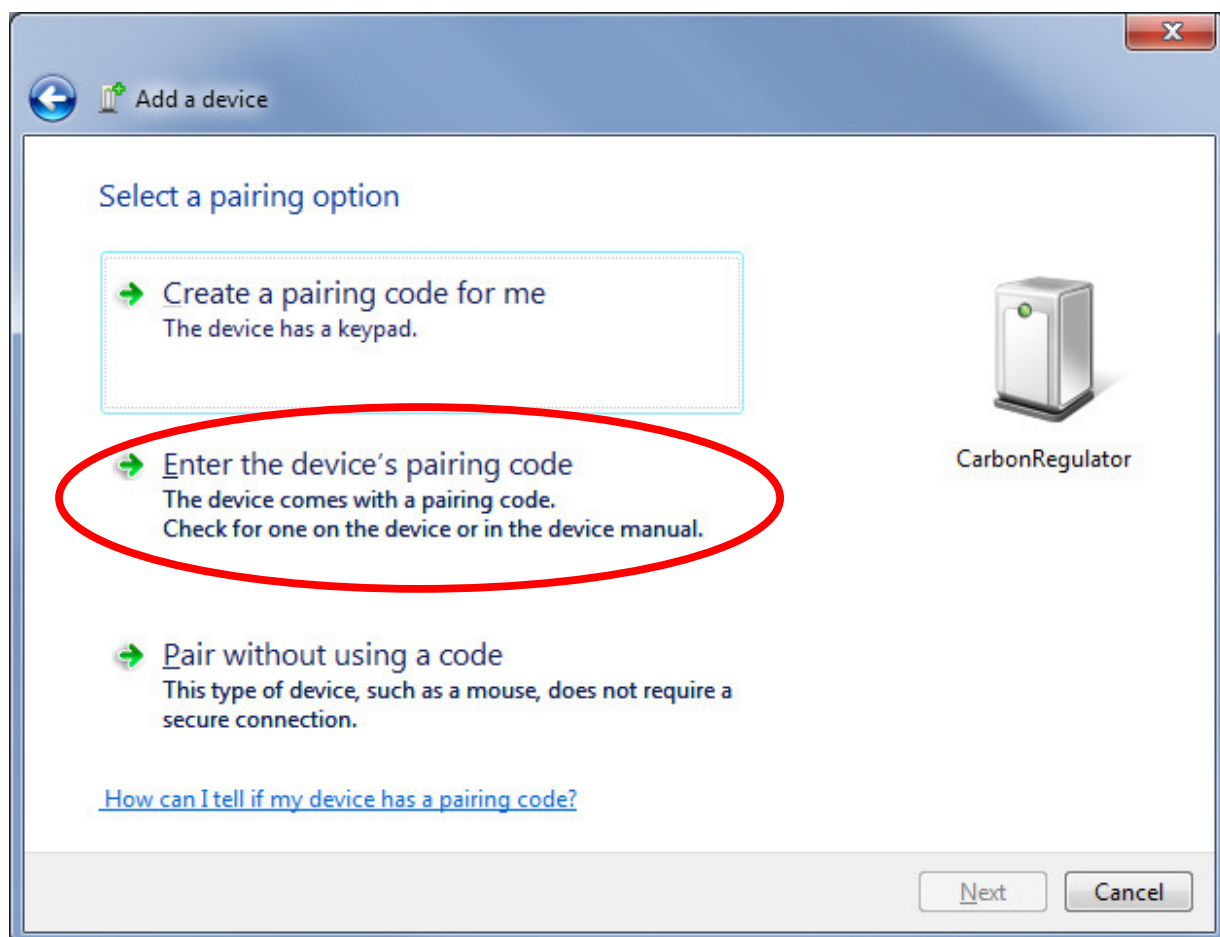 x
Add a device
Select a pairing option
Create a pairing code for me
The device has a keypad.
Enter the device's pairing code
The device comes with a pairing code.
Check for one on the device or in the device manual.
CarbonRegulator
Pair without using a code
This type of device, such as a mouse, does not require a
secure connection.
How can I tell if my device has a pairing code?
Next
Cancel